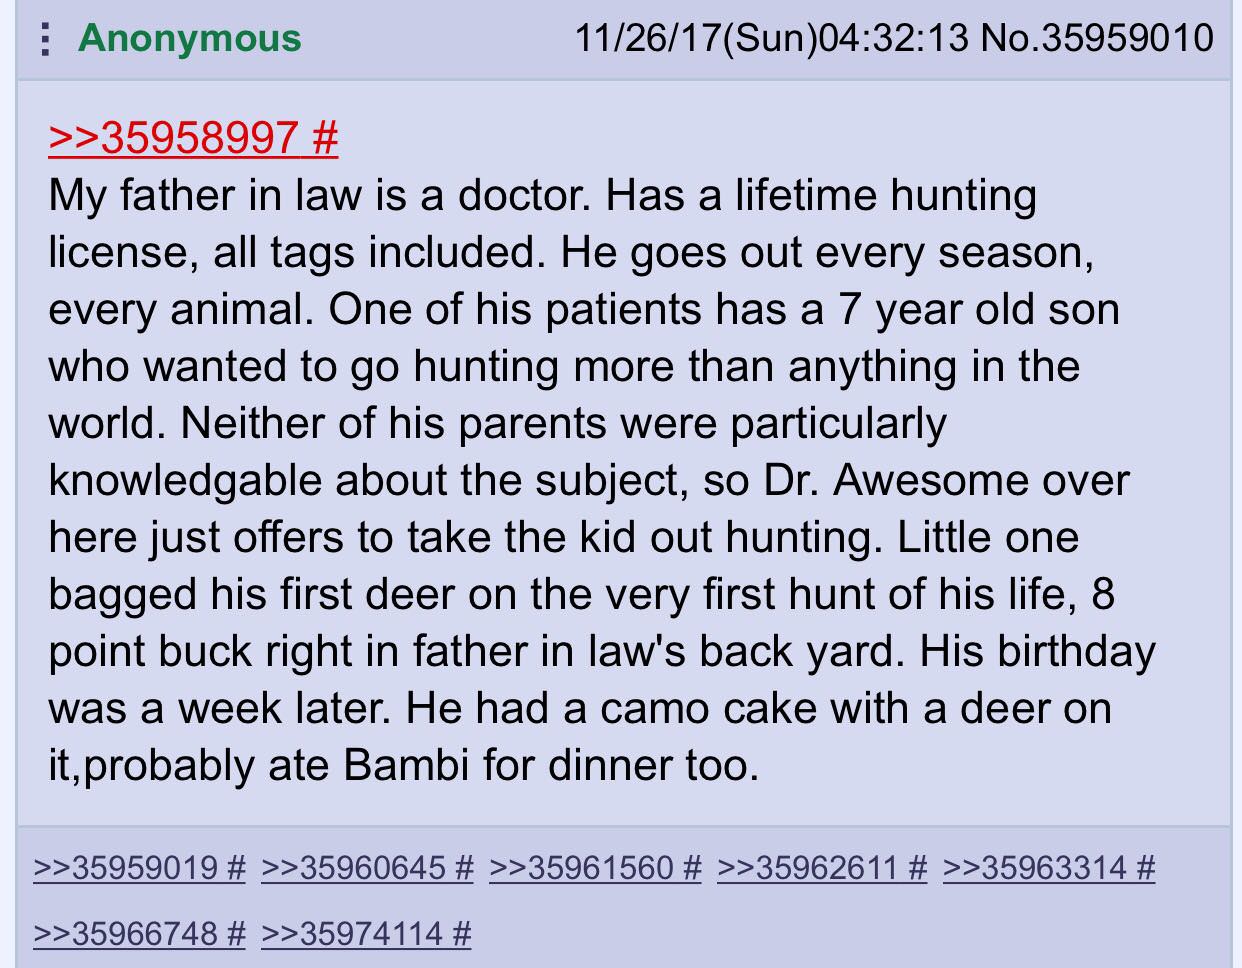 Anonymous 11/26/17(Sun)04:32:13 No.35959010
>>35958997 #
My father in law is a doctor. Has a lifetime hunting
license, all tags included. He goes out every season,
every animal. One of his patients has a 7 year old son
who wanted to go hunting more than anything in the
world. Neither of his parents were particularly
knowledgable about the subject, so Dr. Awesome over
here just offers to take the kid out hunting. Little one
bagged his first deer on the very first hunt of his life, 8
point buck right in father in law's back yard. His birthday
was a week later. He had a camo cake with a deer on
it,probably ate Bambi for dinner too.
>>35959019 # >>35960645 # >>35961560 # >>35962611 # >>35963314 #
>>35966748 # >>35974114 #